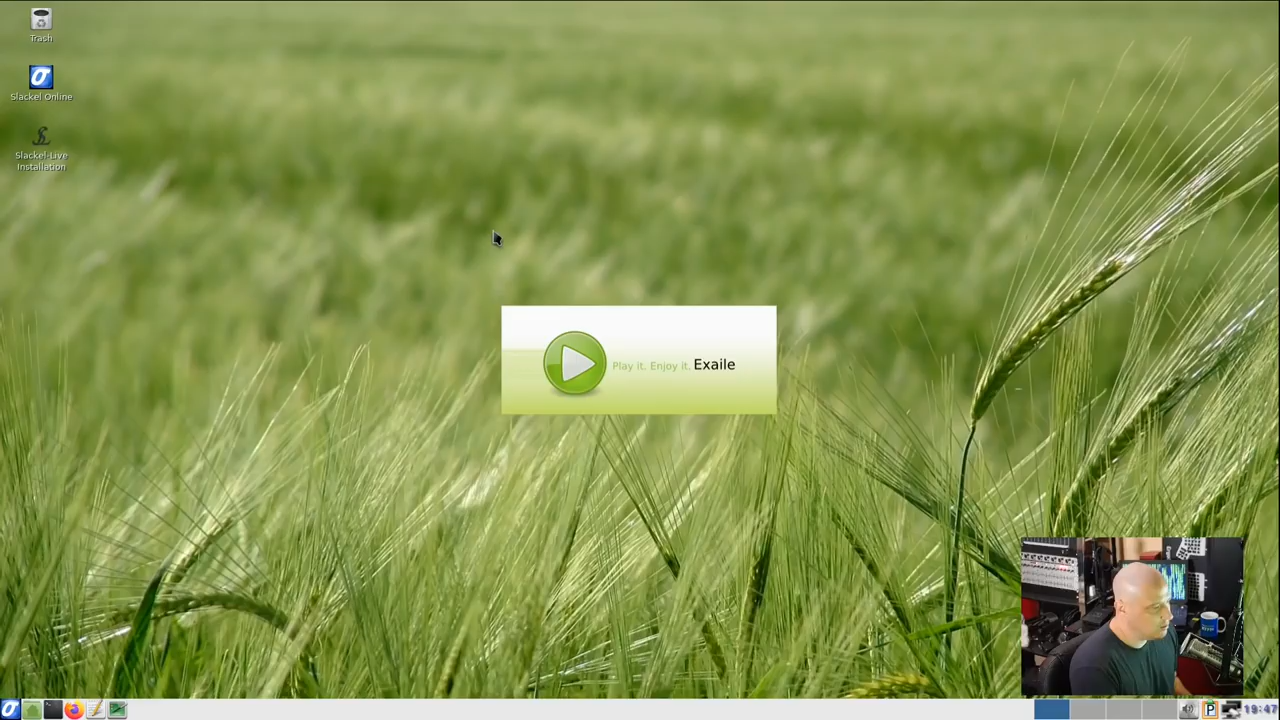 Trash
Slackel Online
Slackel-Live
Installation
Play it. Enjoy it. Exaile
19:47